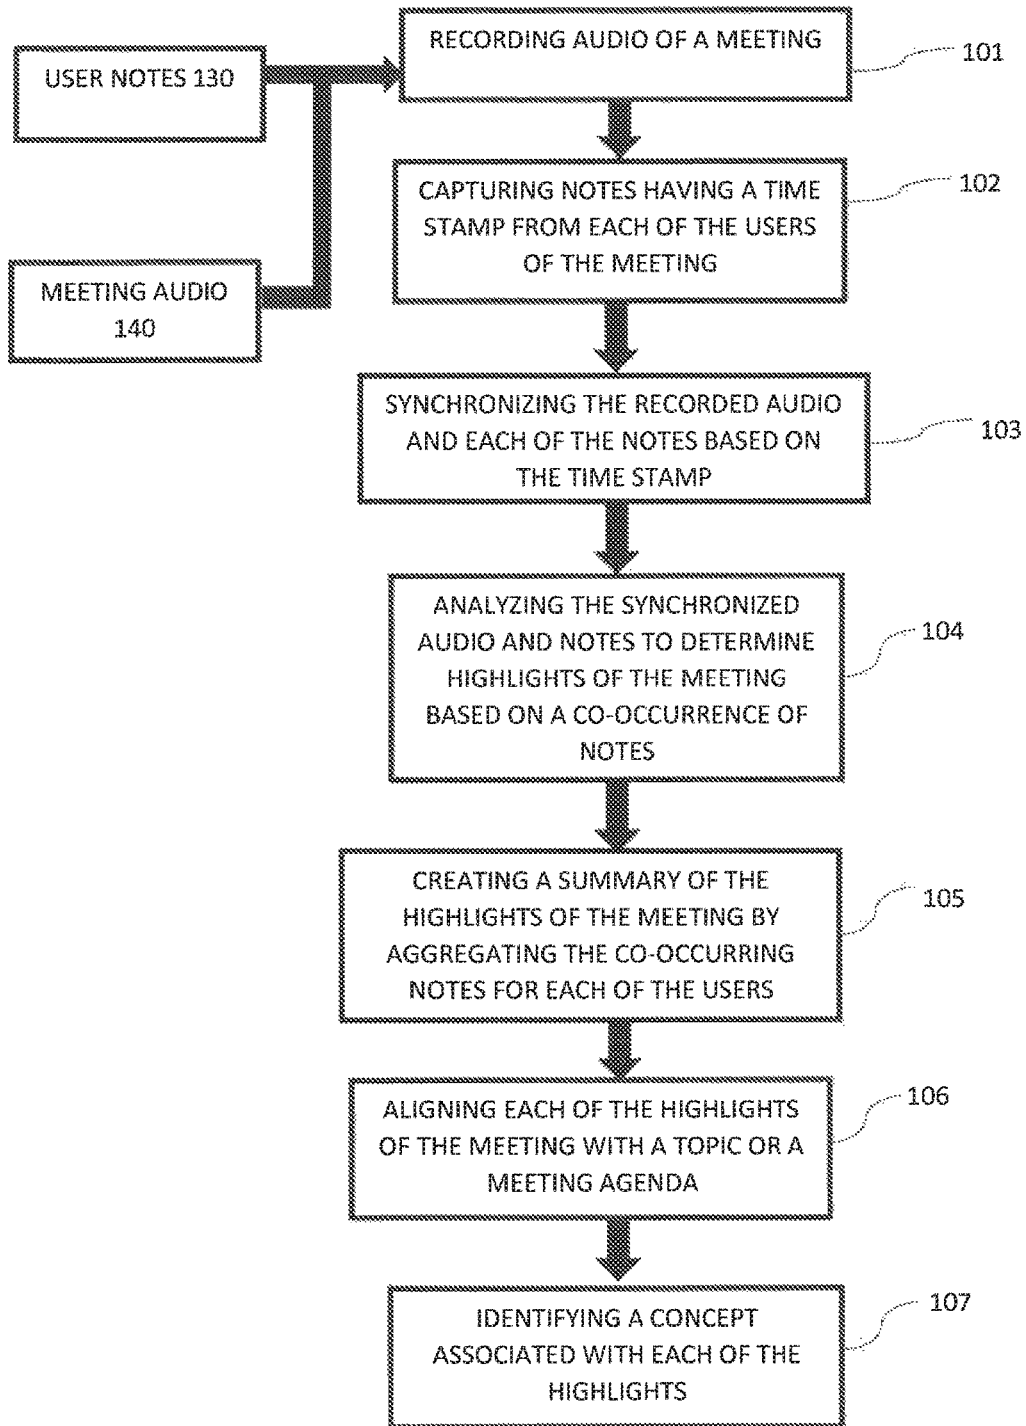 RECORDING AUDIO OF A MEETING
101
USER NOTES 130
CAPTURING NOTES HAVING A TIME
STAMP FROM EACH OF THE USERS
OF THE MEETING
102
MEETING AUDIO
140
SYNCHRONIZING THE RECORDED AUDIO
AND EACH OF THE NOTES BASED ON
THE TIME STAMP
103
ANALYZING THE SYNCHRONIZED
AUDIO AND NOTES TO DETERMINE
HIGHLIGHTS OF THE MEETING
BASED ON A CO-OCCURRENCE OF
NOTES
104
CREATING A SUMMARY OF THE
HIGHLIGHTS OF THE MEETING BY
AGGREGATING THE CO-OCCURRING
NOTES FOR EACH OF THE USERS
105
ALIGNING EACH OF THE HIGHLIGHTS
OF THE MEETING WITH A TOPIC OR A
MEETING AGENDA
106
IDENTIFYING A CONCEPT
ASSOCIATED WITH EACH OF THE
HIGHLIGHTS
107